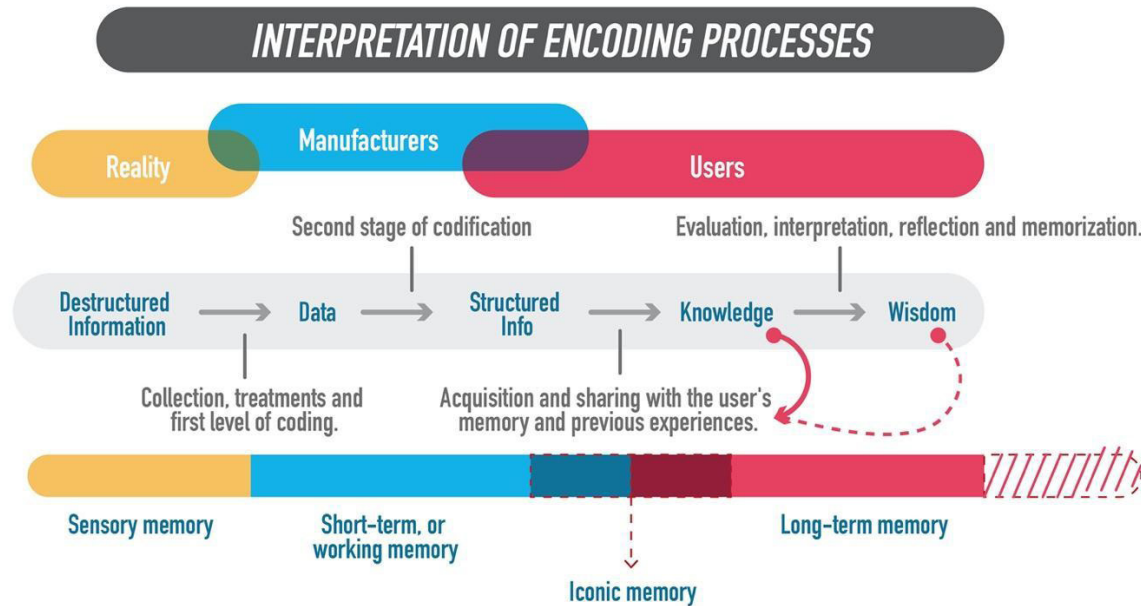 INTERPRETATION OF ENCODING PROCESSES
Manufacturers
Reality
Users
Second stage of codification
Evaluation, interpretation, reflection and memorization.
Destructured
Information
Data
Structured
Info
Knowledge
Wisdom
Collection, treatments and
first level of coding.
Acquisition and sharing with the user's
memory and previous experiences.
Sensory memory
Short-term, or
working memory
Long-term memory
Iconic memory